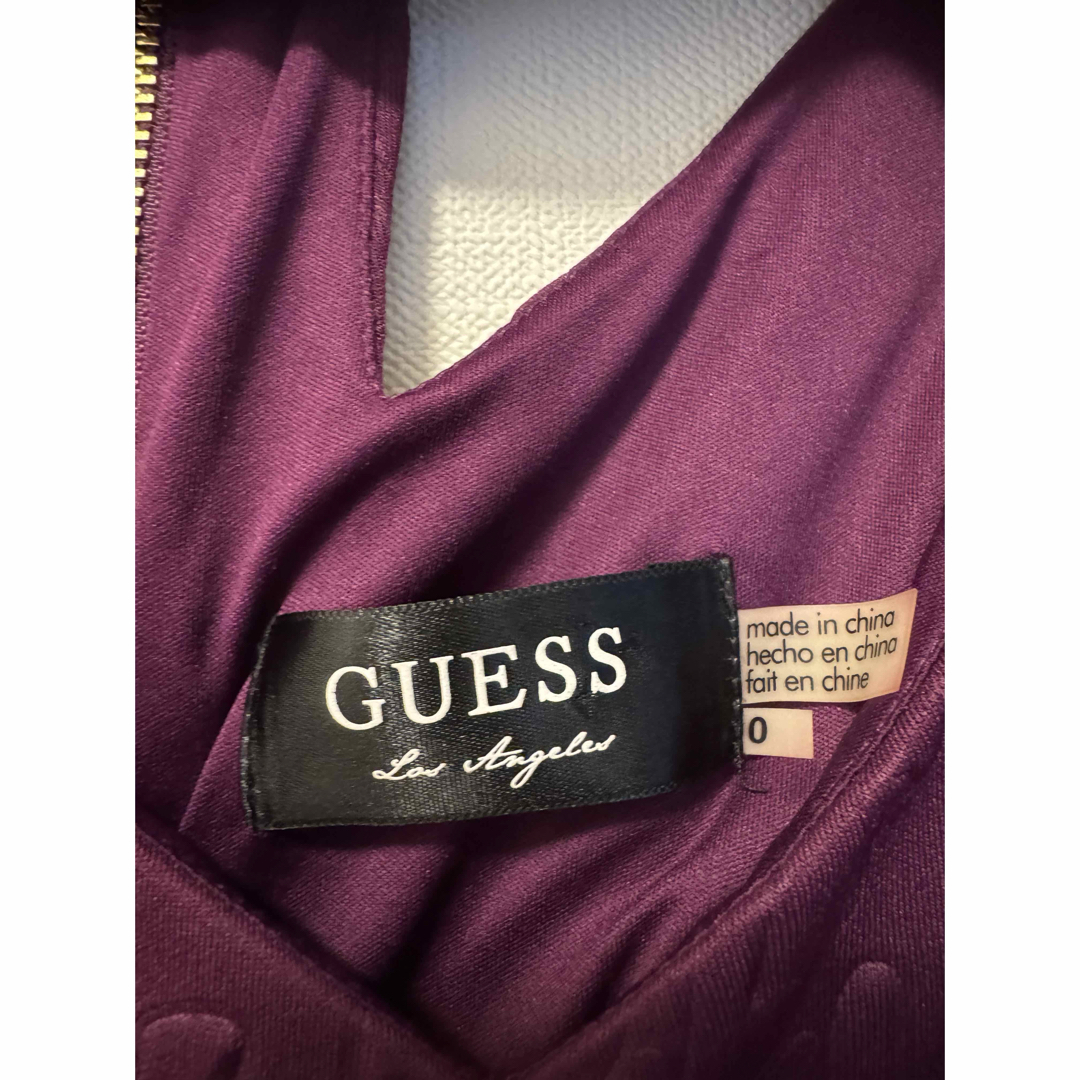 GUESS
Los Angeles
made in china
hecho en china
fait en chine
0